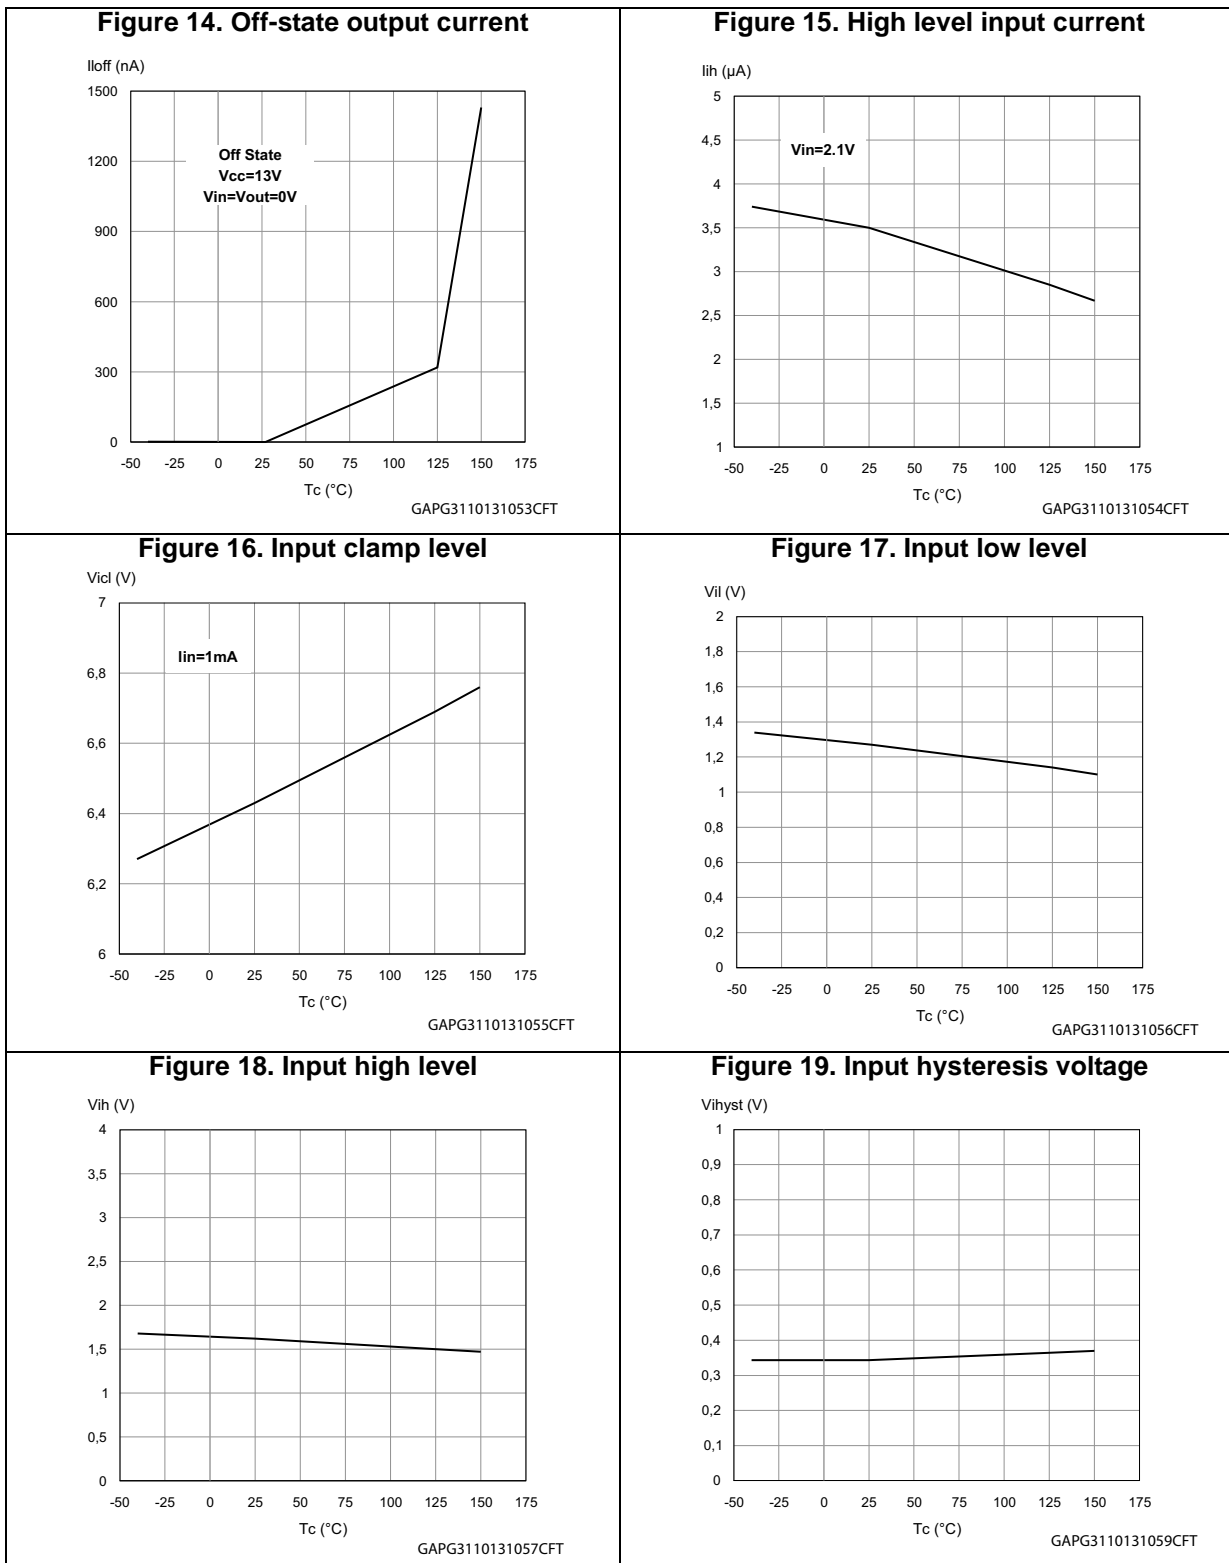 Figure 14. Off-state output current
Iloff (nA)
1500
1200
900
600
300
0
Off State
Vcc=13V
Vin=Vout=0V
-50 -25 0 25 50 75 100 125 150 175
Tc (°C)
GAPG3110131053CFT
Figure 15. High level input current
Iih (µA)
5
4,5
4
3,5
3
2,5
2
1,5
1
Vin=2.1V
-50 -25 0 25 50 75 100 125 150 175
Tc (°C)
GAPG3110131054CFT
Figure 16. Input clamp level
Vicl (V)
7
6,8
6,6
6,4
6,2
6
Iin=1mA
-50 -25 0 25 50 75 100 125 150 175
Tc (°C)
GAPG3110131055CFT
Figure 17. Input low level
Vil (V)
2
1,8
1,6
1,4
1,2
1
0,8
0,6
0,4
0,2
0
-50 -25 0 25 50 75 100 125 150 175
Tc (°C)
GAPG3110131056CFT
Figure 18. Input high level
Vih (V)
4
3,5
3
2,5
2
1,5
1
0,5
0
-50 -25 0 25 50 75 100 125 150 175
Tc (°C)
GAPG3110131057CFT
Figure 19. Input hysteresis voltage
Vihyst (V)
1
0,9
0,8
0,7
0,6
0,5
0,4
0,3
0,2
0,1
0
-50 -25 0 25 50 75 100 125 150 175
Tc (°C)
GAPG3110131059CFT